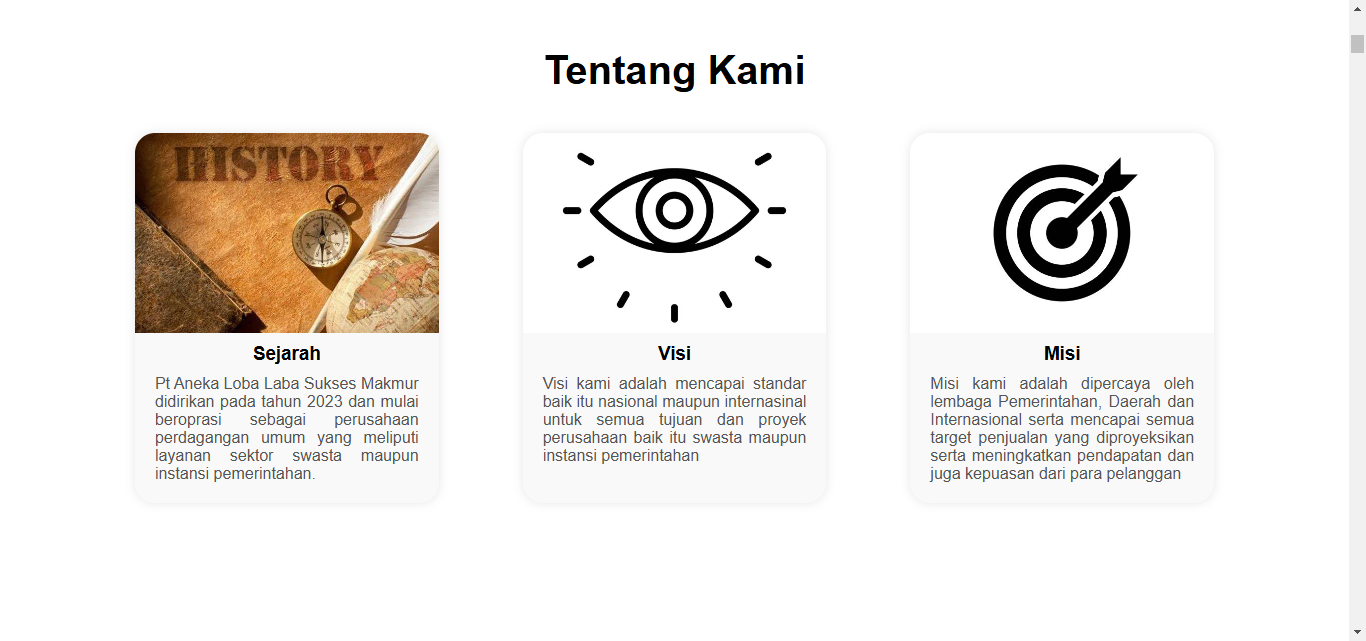 Tentang Kami
HISTORY
Sejarah
Pt Aneka Loba Laba Sukses Makmur
didirikan pada tahun 2023 dan mulai
beroprasi sebagai perusahaan
perdagangan umum yang meliputi
layanan sektor swasta maupun
instansi pemerintahan.
Visi
Visi kami adalah mencapai standar
baik itu nasional maupun internasinal
untuk semua tujuan dan proyek
perusahaan baik itu swasta maupun
instansi pemerintahan
Misi
Misi kami adalah dipercaya oleh
lembaga Pemerintahan, Daerah dan
Internasional serta mencapai semua
target penjualan yang diproyeksikan
serta meningkatkan pendapatan dan
juga kepuasan dari para pelanggan